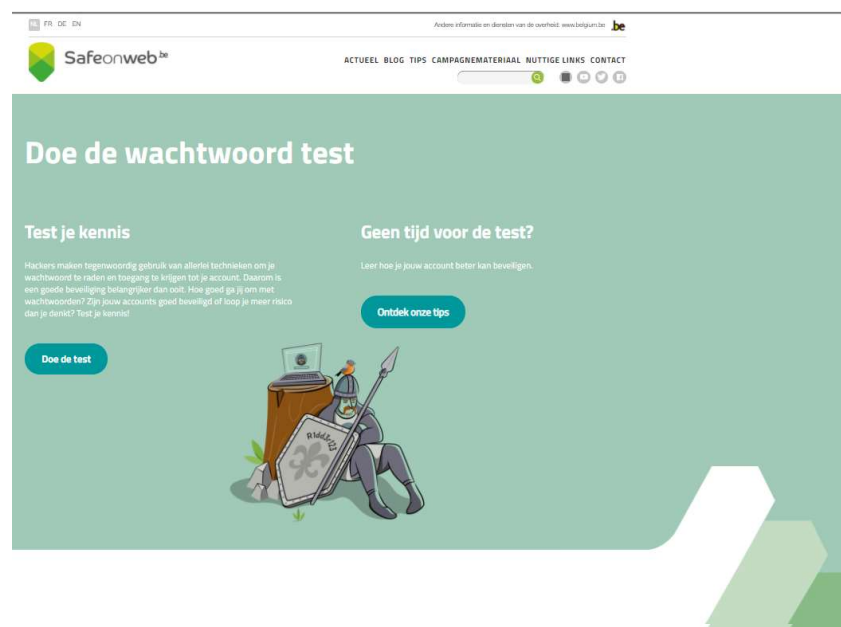 NL FR DE EN
Andere informatie en diensten van de overheid: www.belgium.be .be
Safeonweb.be
ACTUEEL BLOG TIPS CAMPAGNEMATERIAAL NUTTIGE LINKS CONTACT
Doe de wachtwoord test
Test je kennis
Hackers maken tegenwoordig gebruik van allerlei technieken om je
wachtwoord te raden en toegang te krijgen tot je account. Daarom is
een goede beveiliging belangrijker dan ooit. Hoe goed ga jij om met
wachtwoorden? Zijn jouw accounts goed beveiligd of loop je meer risico
dan je denkt? Test je kennis!
Doe de test
Geen tijd voor de test?
Leer hoe je jouw account beter kan beveiligen.
Ontdek onze tips
R1dd3r123